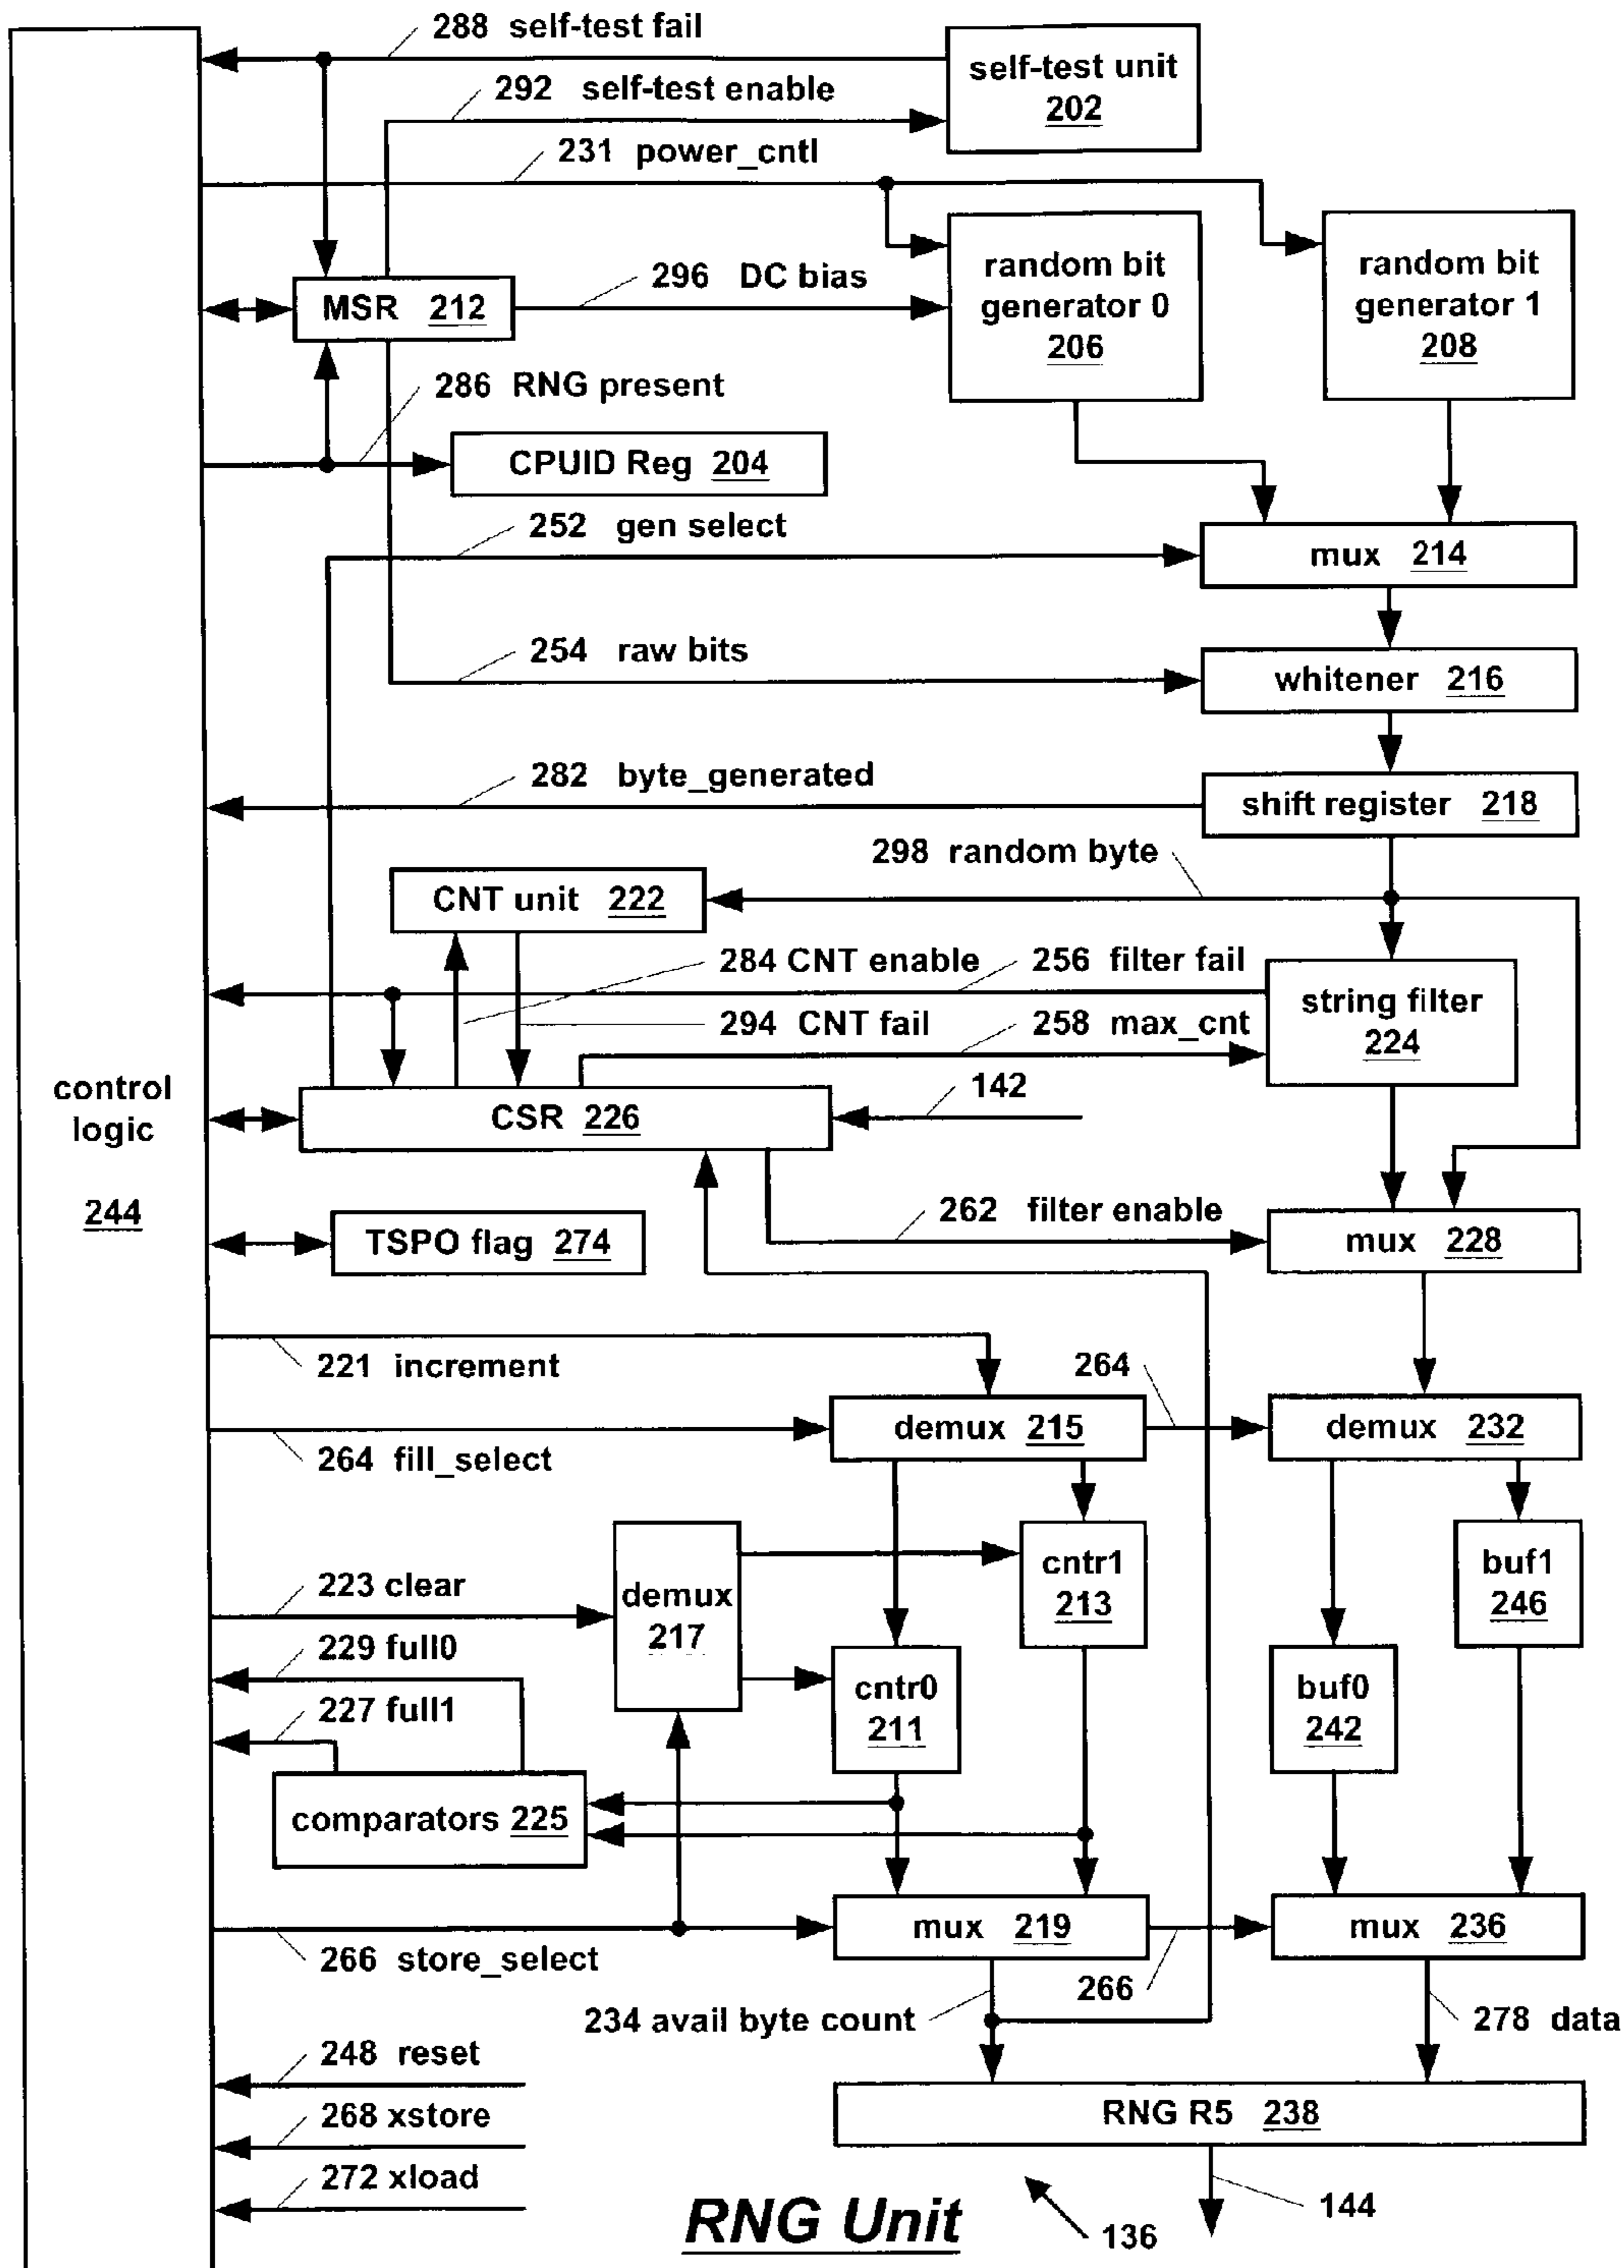 288 self-test fail
self-test unit
202
292 self-test enable
231 power_cntl
random bit
generator 0
206
random bit
generator 1
208
296 DC bias
MSR 212
286 RNG present
CPUID Reg 204
252 gen select
mux 214
254 raw bits
whitener 216
282 byte_generated
shift register 218
298 random byte
CNT unit 222
284 CNT enable
256 filter fail
string filter
224
294 CNT fail
258 max_cnt
142
control
logic
244
CSR 226
262 filter enable
TSPO flag 274
mux 228
221 increment
264
demux 215
demux 232
264 fill_select
cntr1
213
buf1
246
223 clear
demux
217
229 full0
cntr0
211
buf0
242
227 full1
comparators 225
mux 219
mux 236
266 store_select
266
234 avail byte count
278 data
248 reset
268 xstore
RNG R5 238
272 xload
RNG Unit
136
144